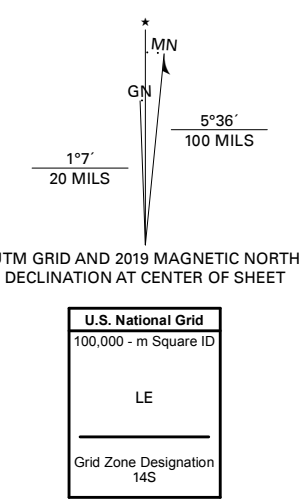 ★
MN
GN
5°36´
100 MILS
1°7´
20 MILS
UTM GRID AND 2019 MAGNETIC NORTH
DECLINATION AT CENTER OF SHEET
U.S. National Grid
100,000 - m Square ID
LE
Grid Zone Designation
14S